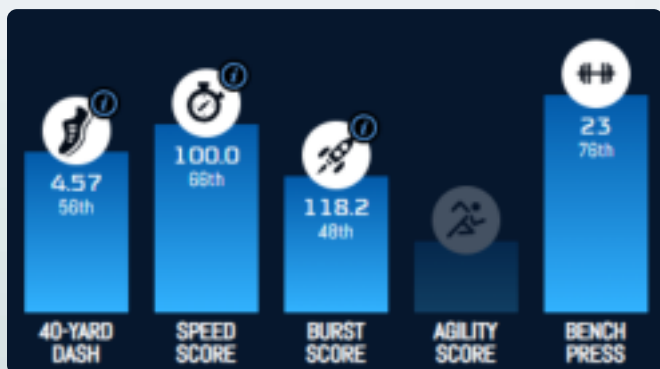 4.57
56th
100.0
66th
118.2
48th
23
76th
40-YARD
DASH
SPEED
SCORE
BURST
SCORE
AGILITY
SCORE
BENCH
PRESS